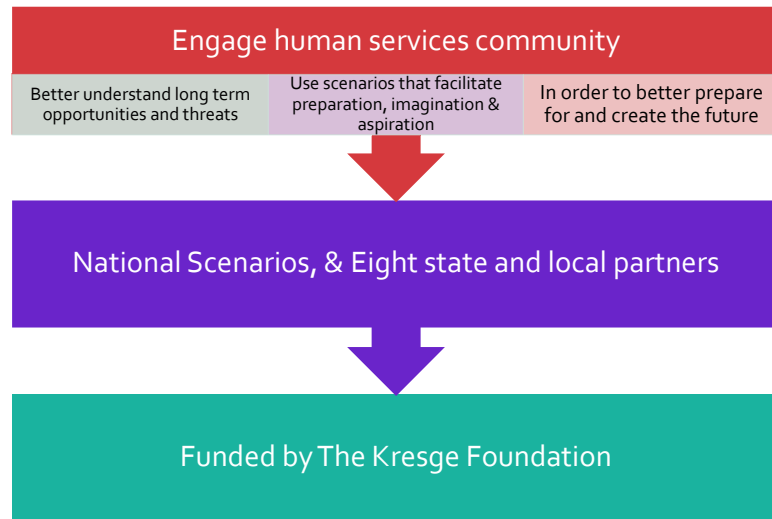 Engage human services community
Better understand long term
opportunities and threats
Use scenarios that facilitate
preparation, imagination &
aspiration
In order to better prepare
for and create the future
National Scenarios, & Eight state and local partners
Funded by The Kresge Foundation